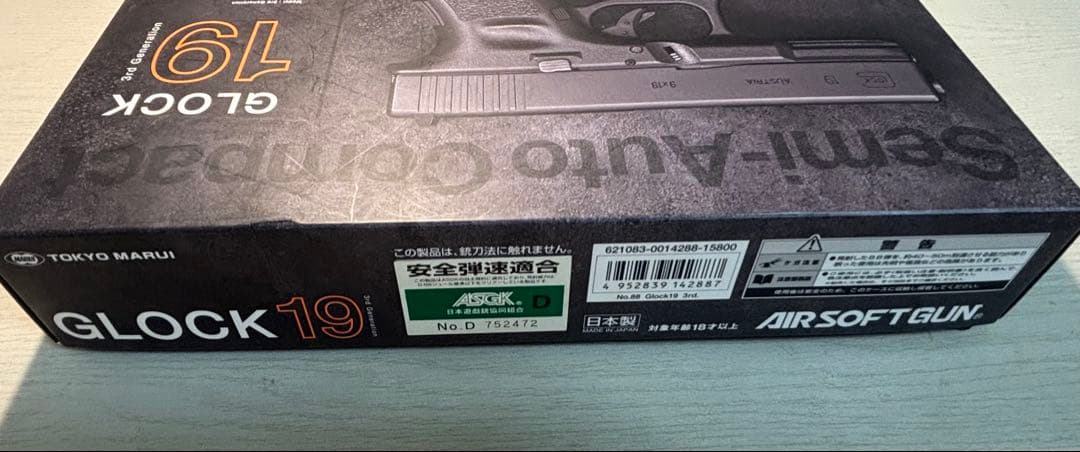 GLOCK
19
3rd Generation
Semi-Auto Compact
19 AUSTRIA 9x19
MARUI TOKYO MARUI
GLOCK 19
3rd Generation
この製品は、銃刀法に触れません。
安全弾速適合
ASGK® D
日本遊戯銃協同組合
No.D 752472
621083-0014288-15800
4 952839 142887
No.88 Glock19 3rd.
日本製
MADE IN JAPAN
対象年齢18才以上
警告
AIRSOFTGUN®